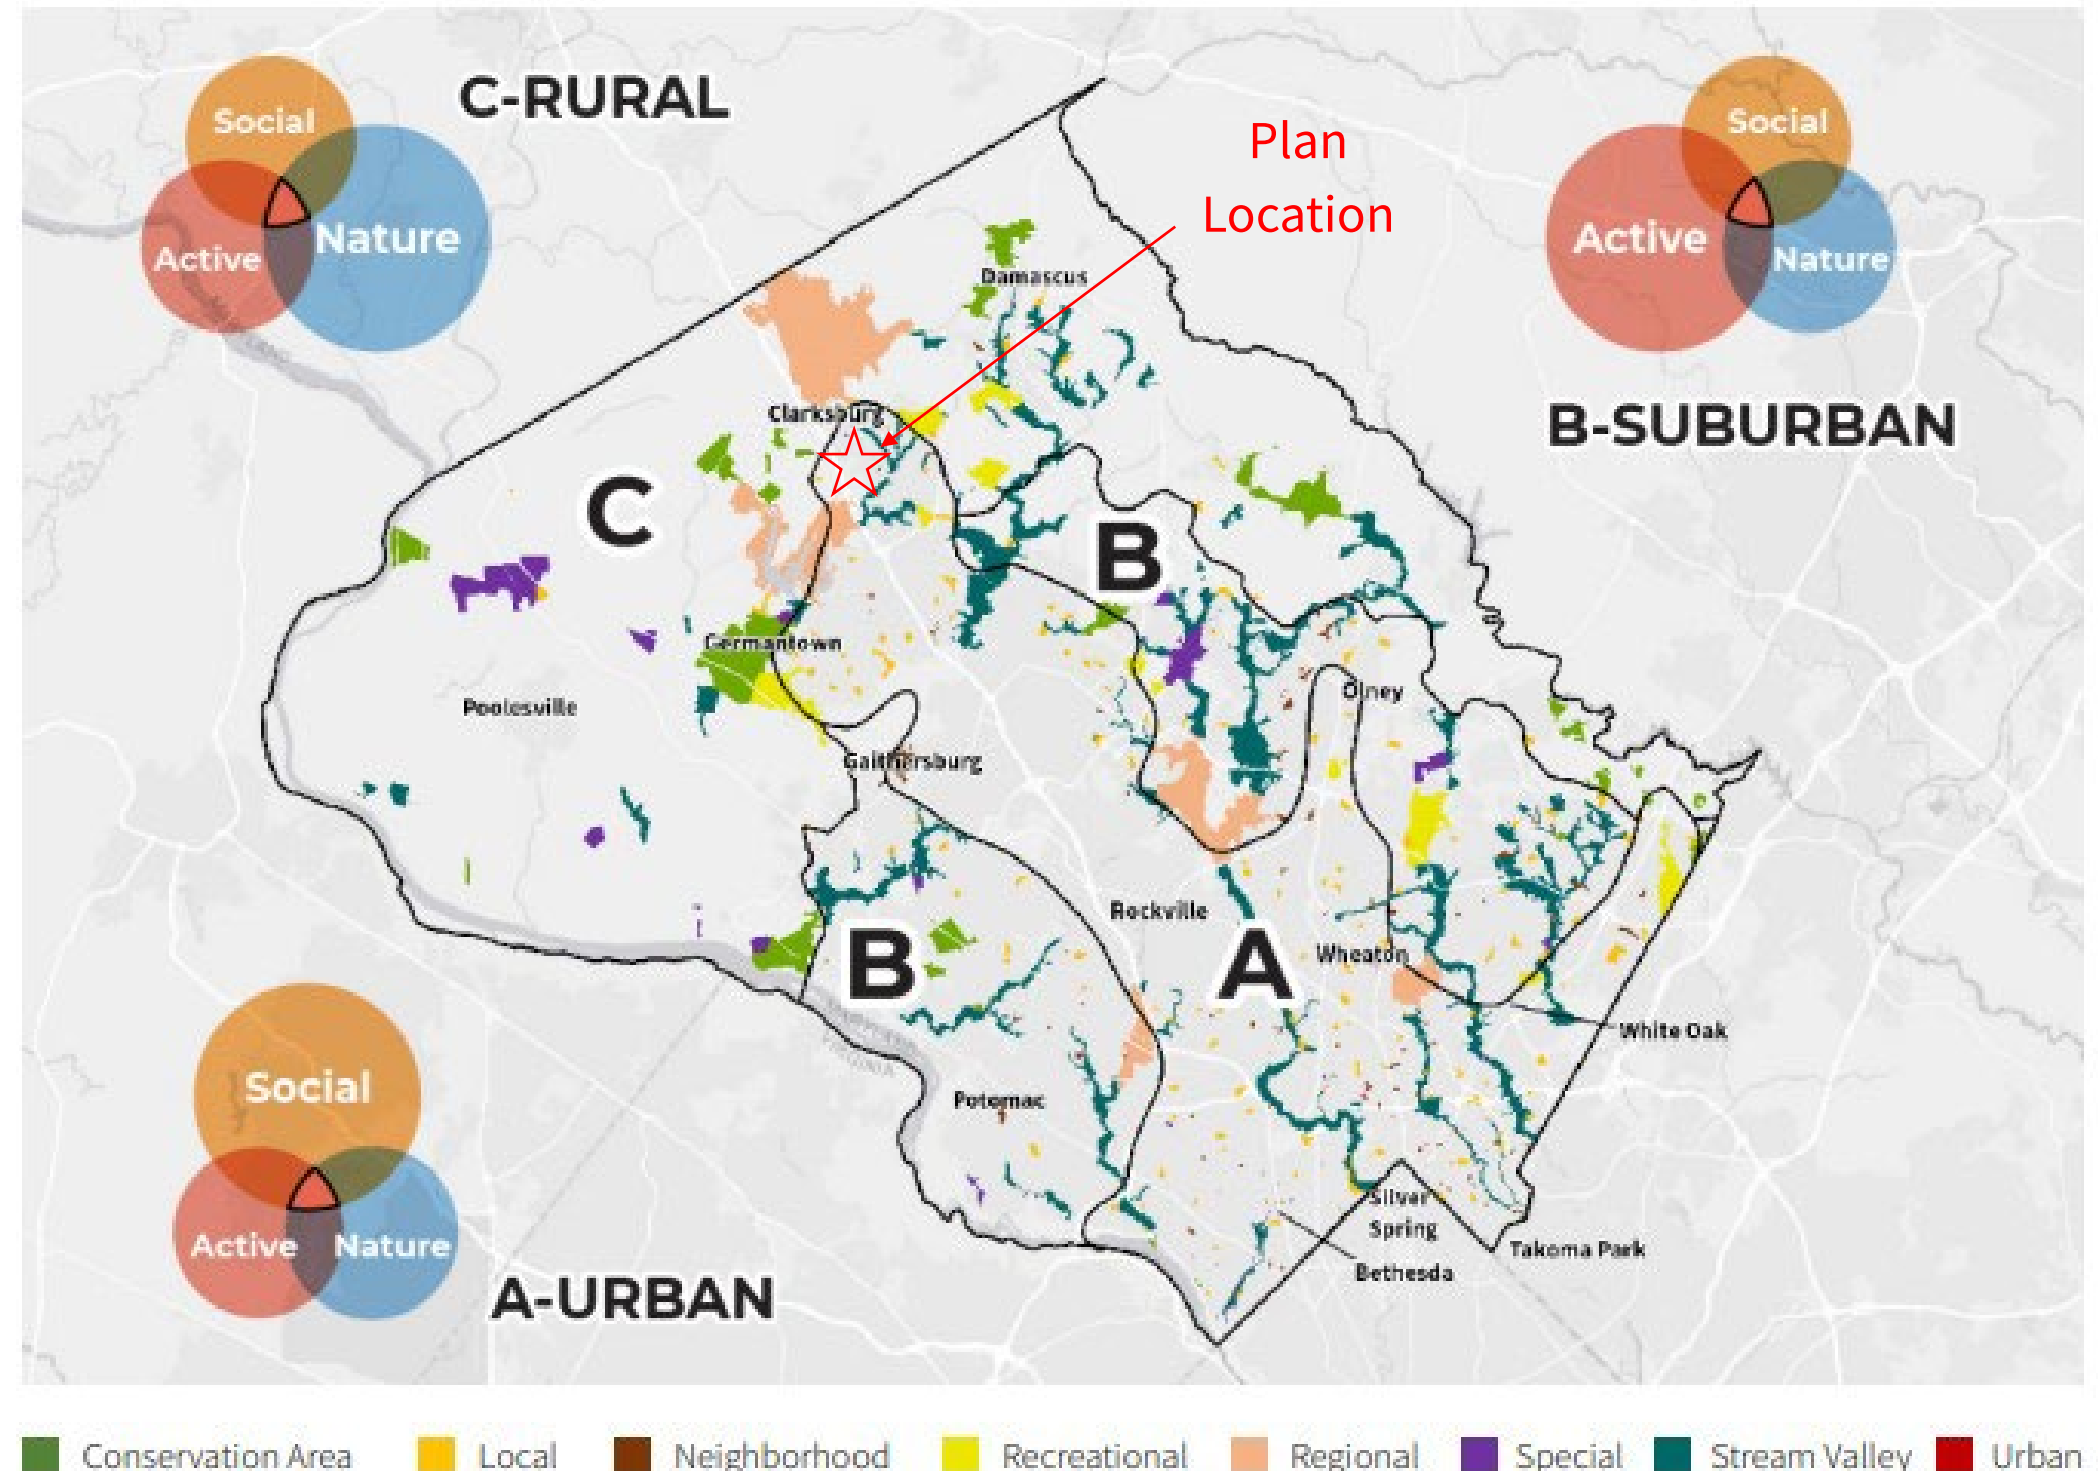 C-RURAL
Social
Active
Nature
Plan
Location
Social
Active
Nature
B-SUBURBAN
Damascus
Clarksburg
C
B
Germantown
Poolesville
Olney
Gaithersburg
Rockville
B
A
Wheaton
White Oak
Potomac
Silver
Spring
Takoma Park
Bethesda
Social
Active
Nature
A-URBAN
Conservation Area
Local
Neighborhood
Recreational
Regional
Special
Stream Valley
Urban